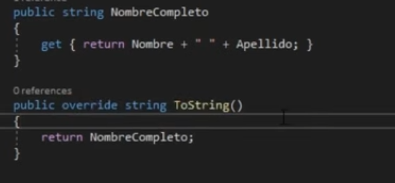 public string NombreCompleto
{
get { return Nombre + " " + Apellido; }
}
0 references
public override string ToString()
{
return NombreCompleto;
}